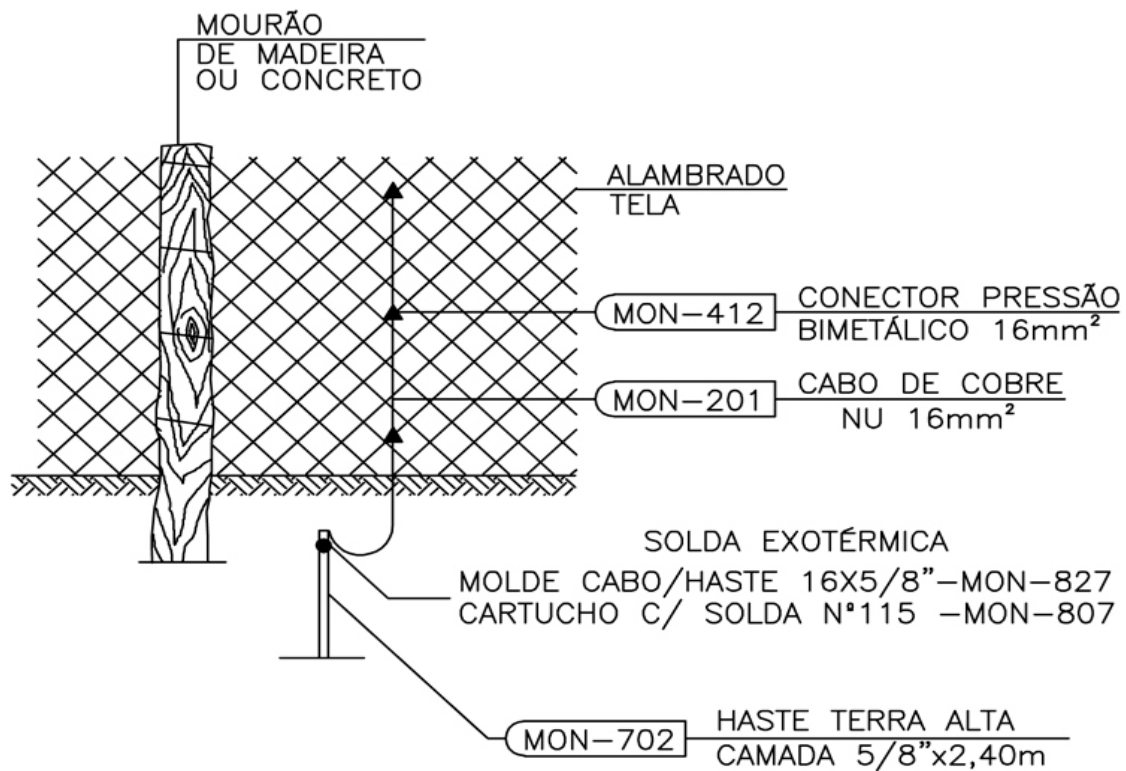 MOURÃO
DE MADEIRA
OU CONCRETO
ALAMBRADO
TELA
MON-412 CONECTOR PRESSÃO
BIMETÁLICO 16mm²
MON-201 CABO DE COBRE
NU 16mm²
SOLDA EXOTÉRMICA
MOLDE CABO/HASTE 16X5/8"-MON-827
CARTUCHO C/ SOLDA Nº115 -MON-807
MON-702 HASTE TERRA ALTA
CAMADA 5/8"x2,40m